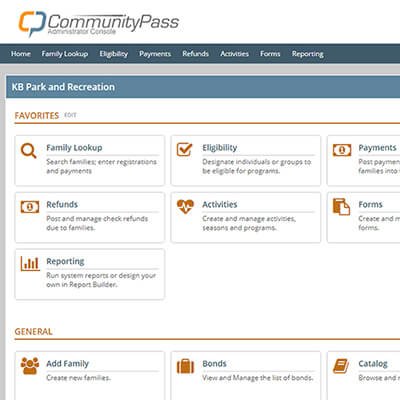 CommunityPass
Administrator Console
Home Family Lookup Eligibility Payments Refunds Activities Forms Reporting
KB Park and Recreation
FAVORITES EDIT
Family Lookup
Search families; enter registrations
and payments
Eligibility
Designate individuals or groups to
be eligible for programs.
Payments
Post paymen
families into
Refunds
Post and manage check refunds
due to families.
Activities
Create and manage activities,
seasons and programs.
Forms
Create and m
forms.
Reporting
Run system reports or design your
own in Report Builder.
GENERAL
Add Family
Create new families.
Bonds
View and Manage the list of bonds.
Catalog
Browse and